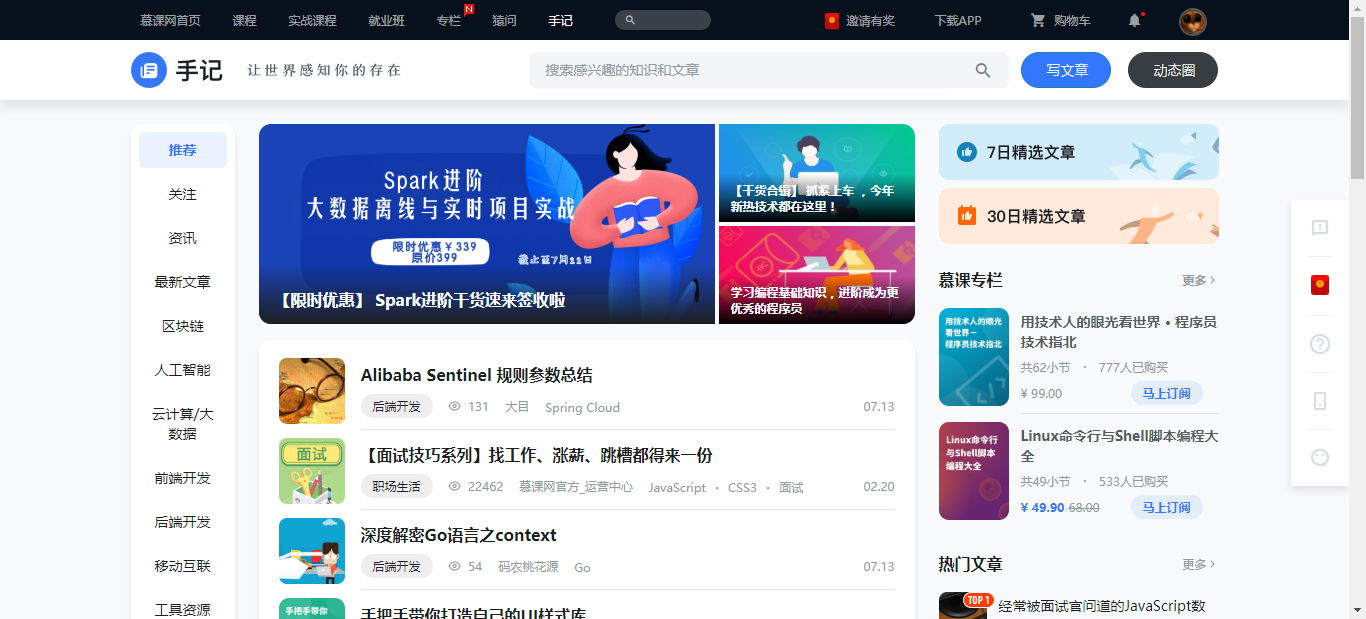 慕课网首页 课程 实战课程 就业班 专栏 N 猿问 手记 邀请有奖 下载APP 购物车
手记 让世界感知你的存在 搜索感兴趣的知识和文章 写文章 动态圈
推荐
关注
资讯
最新文章
区块链
人工智能
云计算/大
数据
前端开发
后端开发
移动互联
工具资源
Spark进阶
大数据离线与实时项目实战
限时优惠￥339
原价399
截止至7月22日
【限时优惠】 Spark进阶干货速来签收啦
【干货合辑】 抓紧上车 ，今年
新热技术都在这里！
学习编程基础知识，进阶成为更
优秀的程序员
Alibaba Sentinel 规则参数总结
后端开发 131 大目 Spring Cloud 07.13
面试
【面试技巧系列】找工作、涨薪、跳槽都得来一份
职场生活 22462 慕课网官方_运营中心 JavaScript · CSS3 · 面试 02.20
深度解密Go语言之context
后端开发 54 码农桃花源 Go 07.13
手把手带你
手把手带你打造自己的UI样式库
7日精选文章
30日精选文章
慕课专栏 更多
用技术人的眼光
看世界－
程序员技术指北
用技术人的眼光看世界 • 程序员
技术指北
共62小节 · 777人已购买
¥ 99.00 马上订阅
Linux命令行
与Shell脚本
编程大全
Linux命令行与Shell脚本编程大
全
共49小节 · 533人已购买
¥ 49.90 68.00 马上订阅
热门文章 更多
TOP 1
经常被面试官问道的JavaScript数